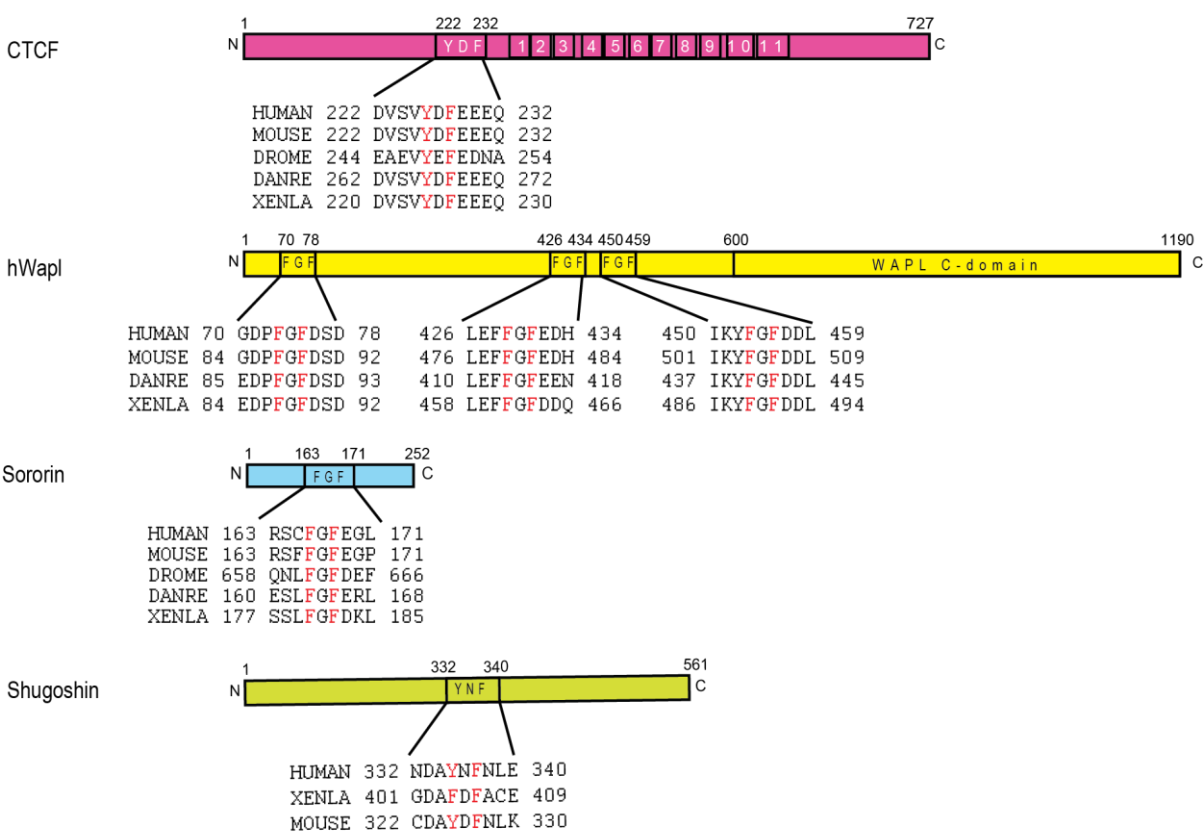 1 222 232 727
CTCF N Y D F 1 2 3 4 5 6 7 8 9 10 11 C
HUMAN 222 DVSVYDFEEEQ 232
MOUSE 222 DVSVYDFEEEQ 232
DROME 244 EAEVYEFEDNA 254
DANRE 262 DVSVYDFEEEQ 272
XENLA 220 DVSVYDFEEEQ 230
1 70 78 426 434 450 459 600 1190
hWapl N F G F F G F F G F WAPL C-domain C
HUMAN 70 GDPFGFDSD 78 426 LEFFGFEDH 434 450 IKYFGFDDL 459
MOUSE 84 GDPFGFDSD 92 476 LEFFGFEDH 484 501 IKYFGFDDL 509
DANRE 85 EDPFGFDSD 93 410 LEFFGFEEN 418 437 IKYFGFDDL 445
XENLA 84 EDPFGFDSD 92 458 LEFFGFDDQ 466 486 IKYFGFDDL 494
1 163 171 252
Sororin N F G F C
HUMAN 163 RSCFGFEGL 171
MOUSE 163 RSFFGFEGP 171
DROME 658 QNLFGFDEF 666
DANRE 160 ESLFGFERL 168
XENLA 177 SSLFGFDKL 185
1 332 340 561
Shugoshin N Y N F C
HUMAN 332 NDAYNFNLE 340
XENLA 401 GDAFDFACE 409
MOUSE 322 CDAYDFNLK 330